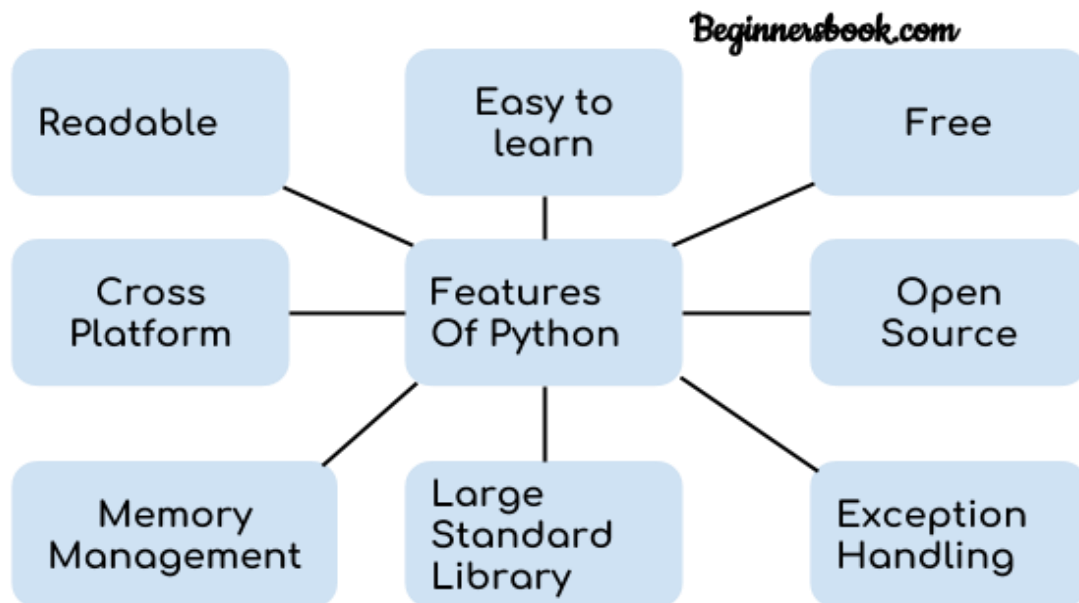 Beginnersbook.com
Readable
Easy to
learn
Free
Cross
Platform
Features
Of Python
Open
Source
Memory
Management
Large
Standard
Library
Exception
Handling